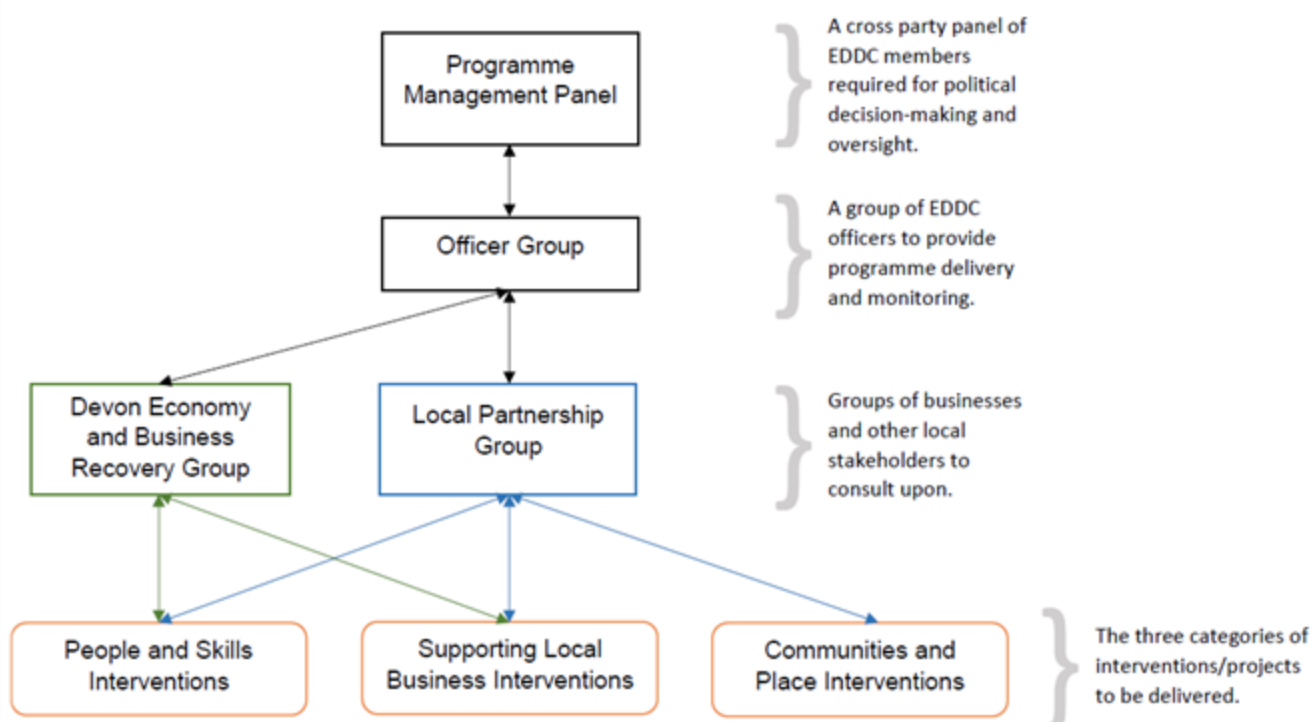 Programme
Management Panel
A cross party panel of
EDDC members
required for political
decision-making and
oversight.
Officer Group
A group of EDDC
officers to provide
programme delivery
and monitoring.
Devon Economy
and Business
Recovery Group
Local Partnership
Group
Groups of businesses
and other local
stakeholders to
consult upon.
People and Skills
Interventions
Supporting Local
Business Interventions
Communities and
Place Interventions
The three categories of
interventions/projects
to be delivered.